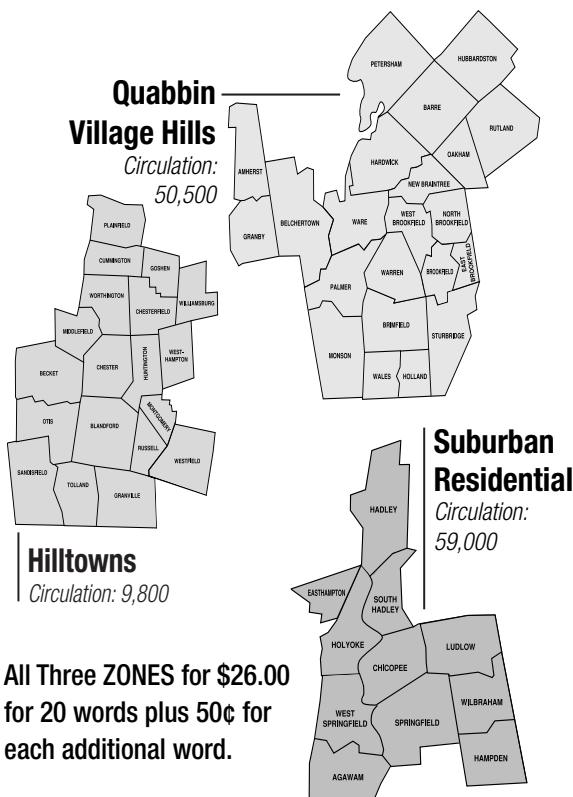 Quabbin
Village Hills
Circulation:
50,500
PETERSHAM
HUBBARDSTON
BARRE
RUTLAND
HARDWICK
OAKHAM
NEW BRAINTREE
AMHERST
GRANBY
BELCHERTOWN
WARE
WEST
BROOKFIELD
NORTH
BROOKFIELD
EAST
BROOKFIELD
PALMER
WARREN
BROOKFIELD
BRIMFIELD
STURBRIDGE
MONSON
WALES
HOLLAND
PLAINFIELD
CUMMINGTON
GOSHEN
WORTHINGTON
CHESTERFIELD
WILLIAMSBURG
MIDDLEFIELD
HUNTINGTON
WEST-
HAMPTON
BECKET
CHESTER
MONTGOMERY
OTIS
BLANDFORD
RUSSELL
WESTFIELD
SANDISFIELD
TOLLAND
GRANVILLE
Hilltowns
Circulation: 9,800
Suburban
Residential
Circulation:
59,000
HADLEY
EASTHAMPTON
SOUTH
HADLEY
HOLYOKE
CHICOPEE
LUDLOW
WEST
SPRINGFIELD
SPRINGFIELD
WILBRAHAM
HAMPDEN
AGAWAM
All Three ZONES for $26.00
for 20 words plus 50¢ for
each additional word.